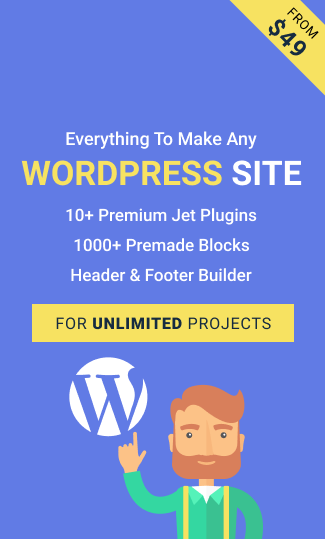 FROM
$49
Everything To Make Any
WORDPRESS SITE
10+ Premium Jet Plugins
1000+ Premade Blocks
Header & Footer Builder
FOR UNLIMITED PROJECTS